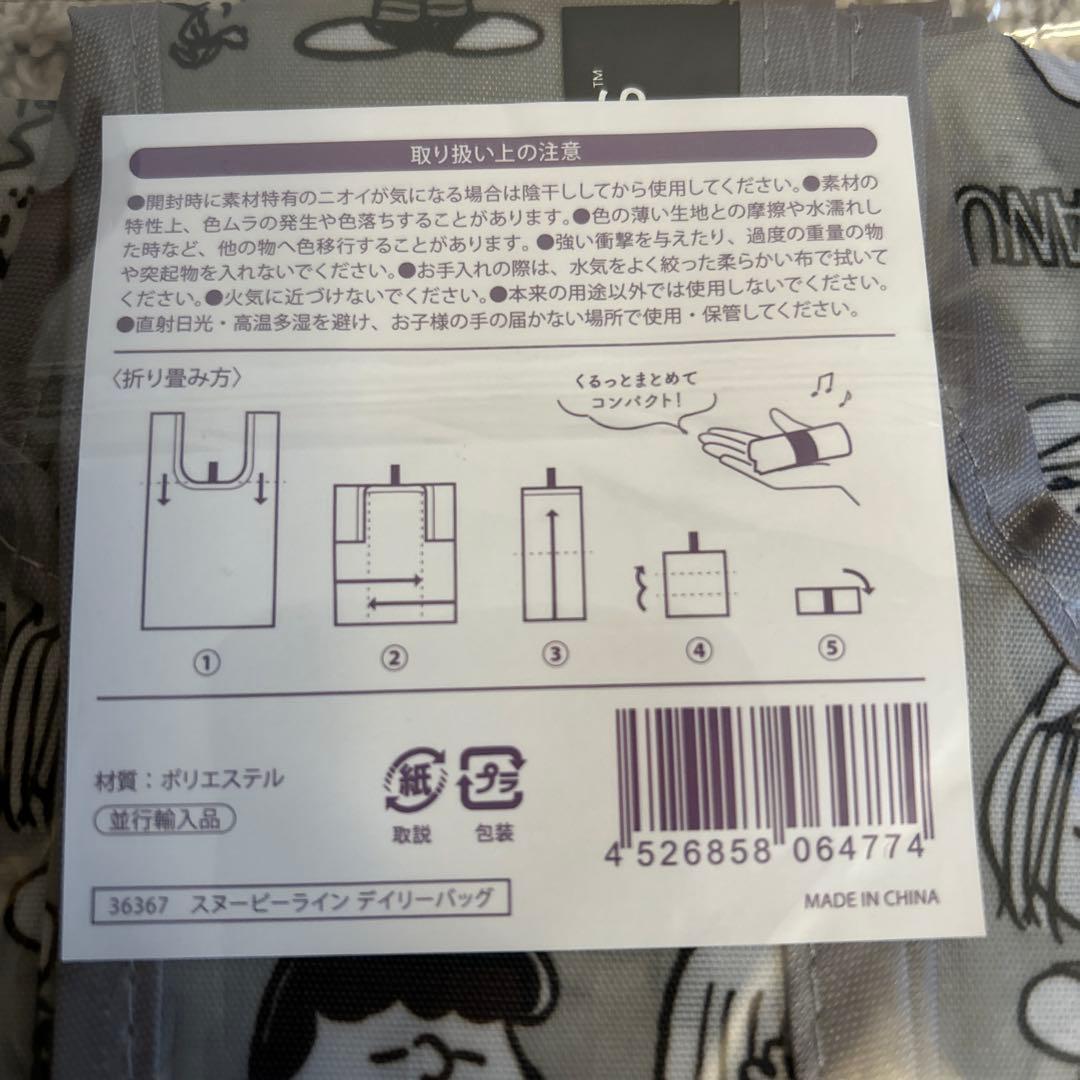 取り扱い上の注意
●開封時に素材特有のニオイが気になる場合は陰干ししてから使用してください。●素材の
特性上、色ムラの発生や色落ちすることがあります。●色の薄い生地との摩擦や水濡れし
た時など、他の物へ色移行することがあります。●強い衝撃を与えたり、過度の重量の物
や突起物を入れないでください。●お手入れの際は、水気をよく絞った柔らかい布で拭いて
ください。●火気に近づけないでください。●本来の用途以外では使用しないでください。
●直射日光・高温多湿を避け、お子様の手の届かない場所で使用・保管してください。
〈折り畳み方〉
くるっとまとめて
コンパクト!
① ② ③ ④ ⑤
材質：ポリエステル
並行輸入品
紙
取説
プラ
包装
4 526858 064774
36367 スヌーピーライン デイリーバッグ
MADE IN CHINA